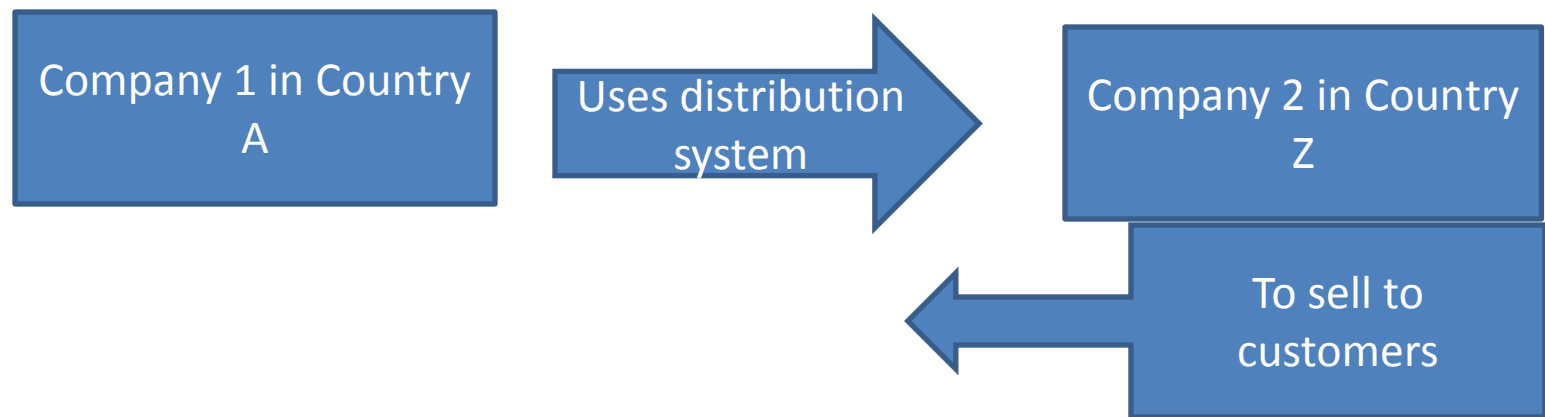 Company 1 in Country
A
Uses distribution
system
Company 2 in Country
Z
To sell to
customers